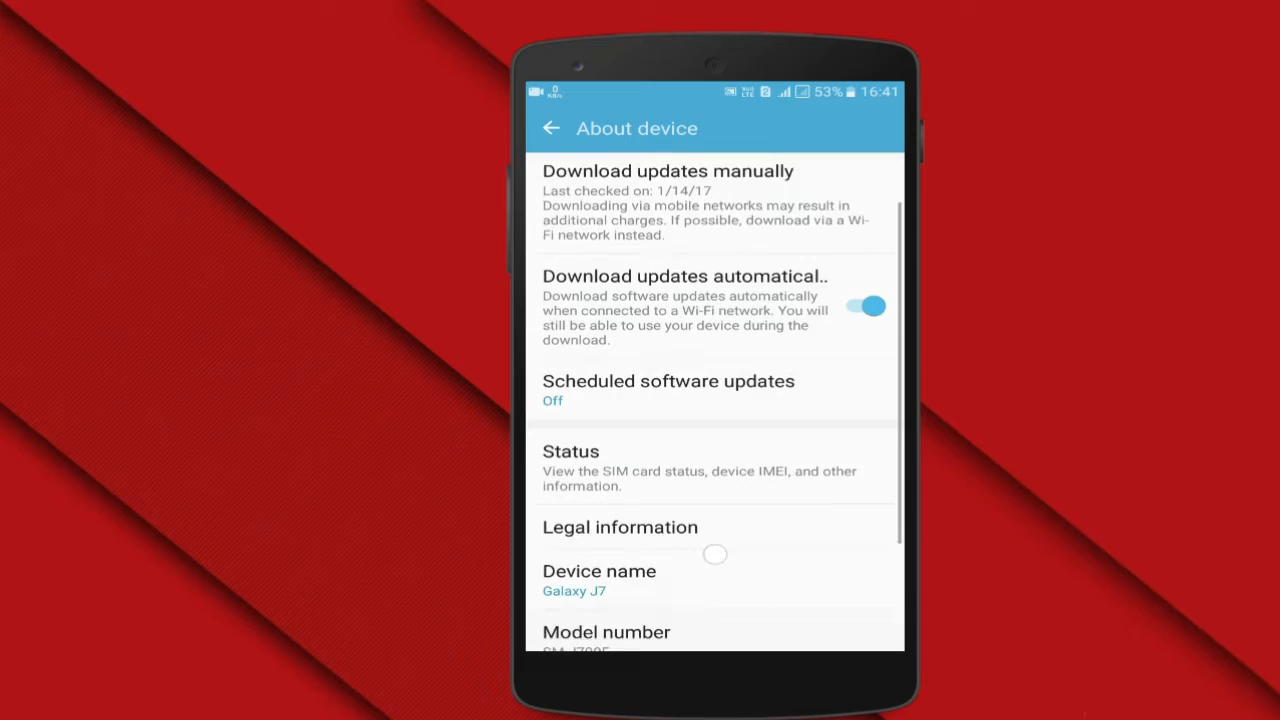 0
KB/s
VoLTE
2
53%
16:41
About device
Download updates manually
Last checked on: 1/14/17
Downloading via mobile networks may result in
additional charges. If possible, download via a Wi-
Fi network instead.
Download updates automatical..
Download software updates automatically
when connected to a Wi-Fi network. You will
still be able to use your device during the
download.
Scheduled software updates
Off
Status
View the SIM card status, device IMEI, and other
information.
Legal information
Device name
Galaxy J7
Model number